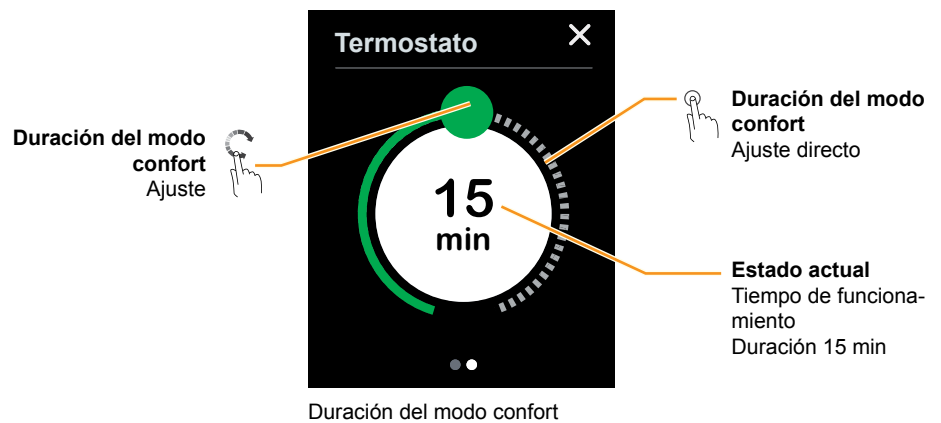 Termostato
Duración del modo
confort
Ajuste
15
min
Duración del modo
confort
Ajuste directo
Estado actual
Tiempo de funciona-
miento
Duración 15 min
Duración del modo confort